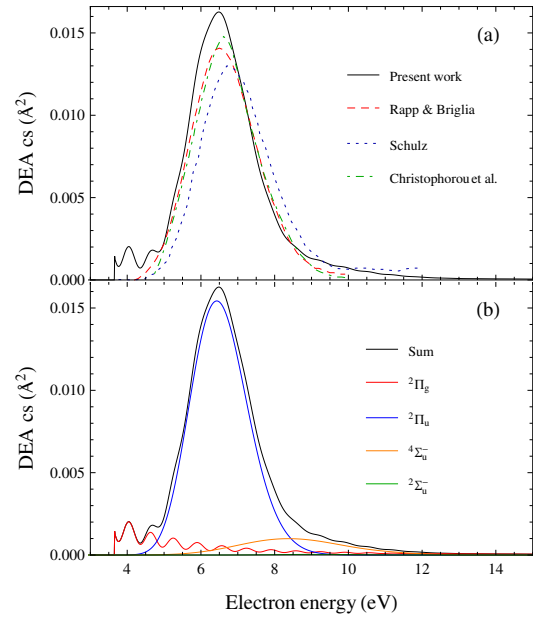 0.015
(a)
Present work
0.010
Rapp & Briglia
DEA cs (Å²)
Schulz
0.005
Christophorou et al.
0.000
(b)
0.015
Sum
²Πg
0.010
²Πu
DEA cs (Å²)
⁴Σu⁻
0.005
²Σu⁻
0.000
4 6 8 10 12 14
Electron energy (eV)